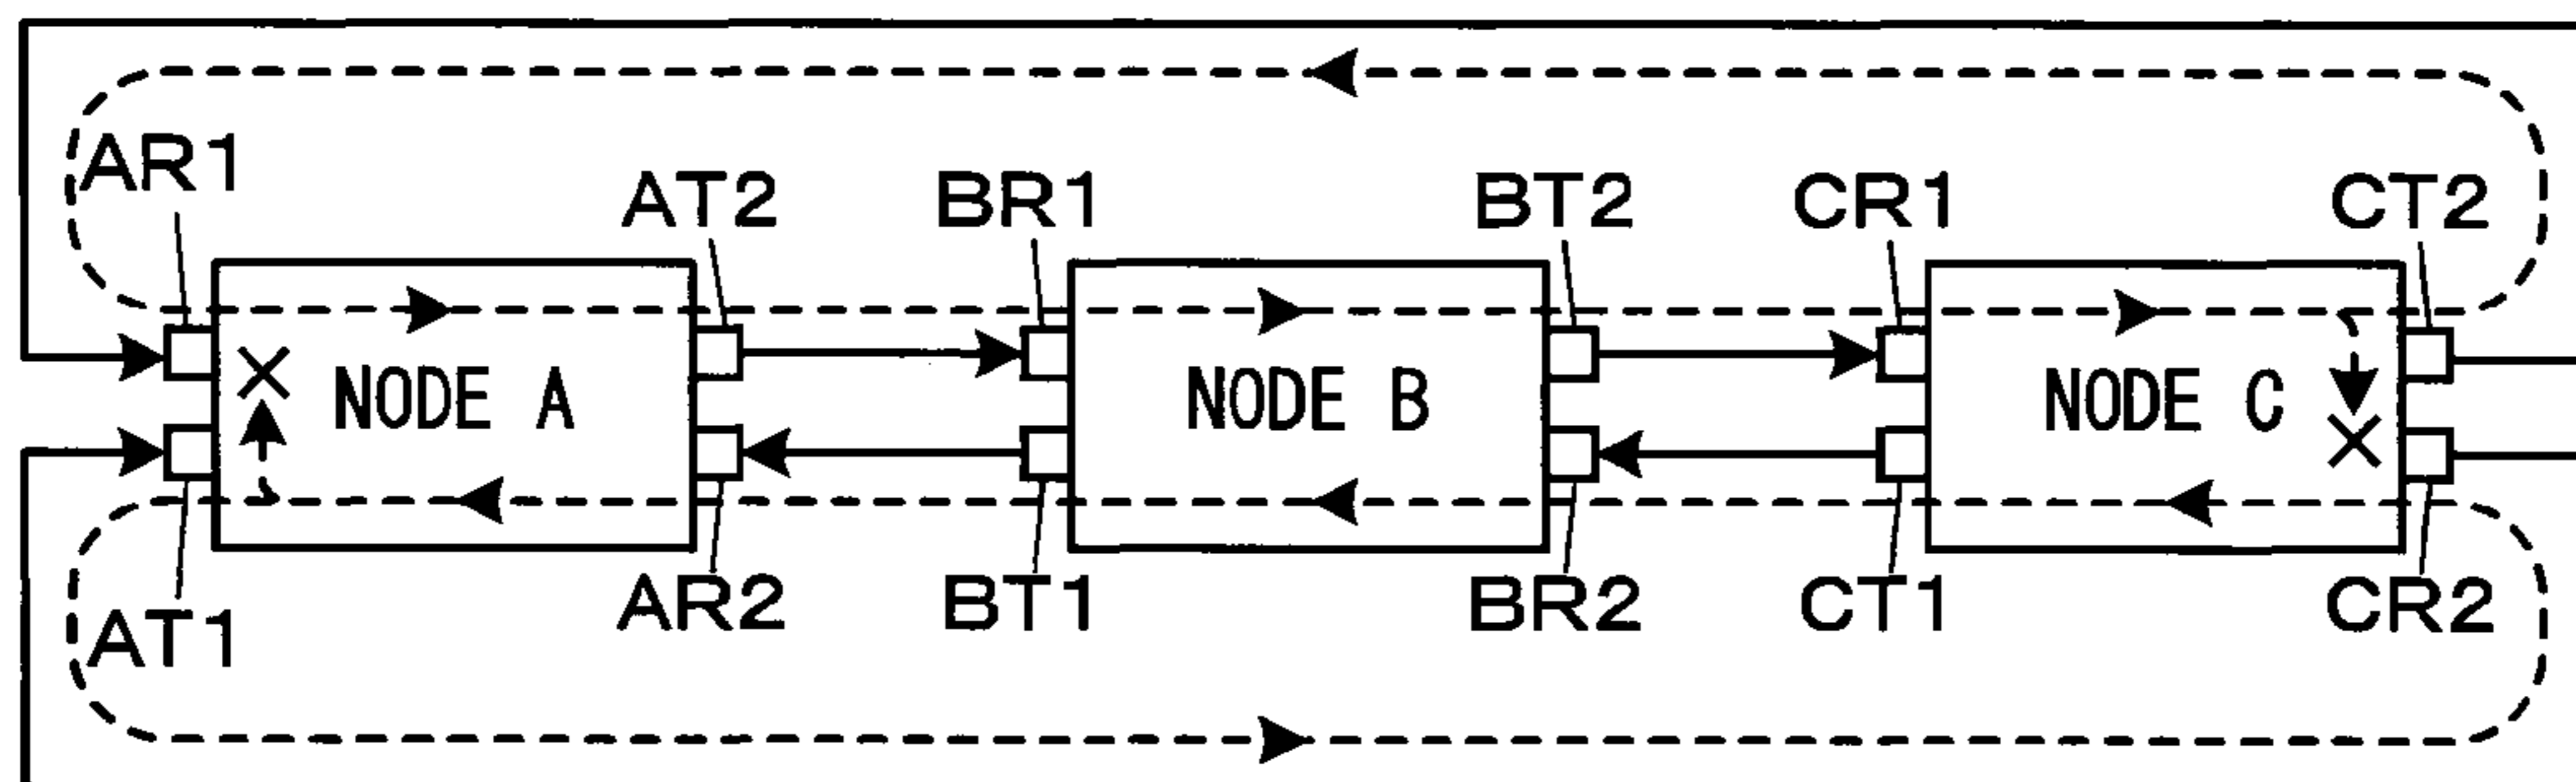 AR1
AT2 BR1 BT2 CR1 CT2
NODE A NODE B NODE C
AT1 AR2 BT1 BR2 CT1 CR2